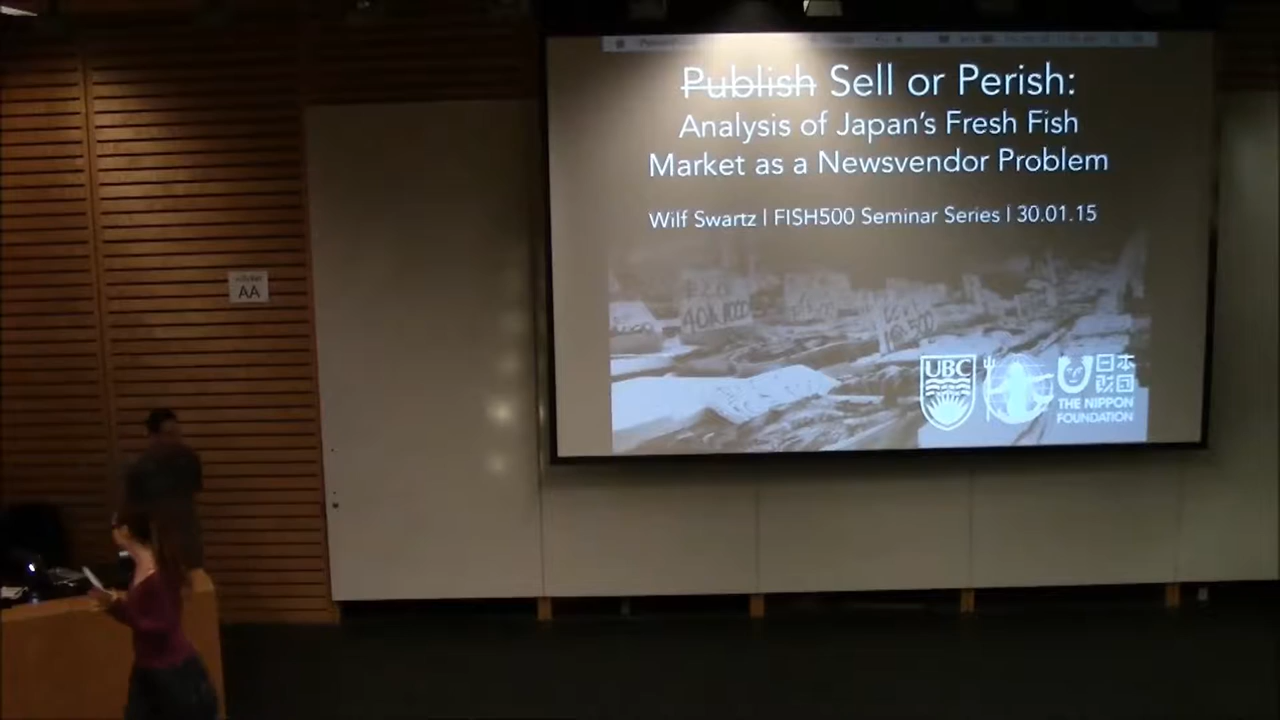 Publish Sell or Perish:
Analysis of Japan's Fresh Fish
Market as a Newsvendor Problem
Wilf Swartz | FISH500 Seminar Series | 30.01.15
UBC
日本
財団
THE NIPPON
FOUNDATION
AA